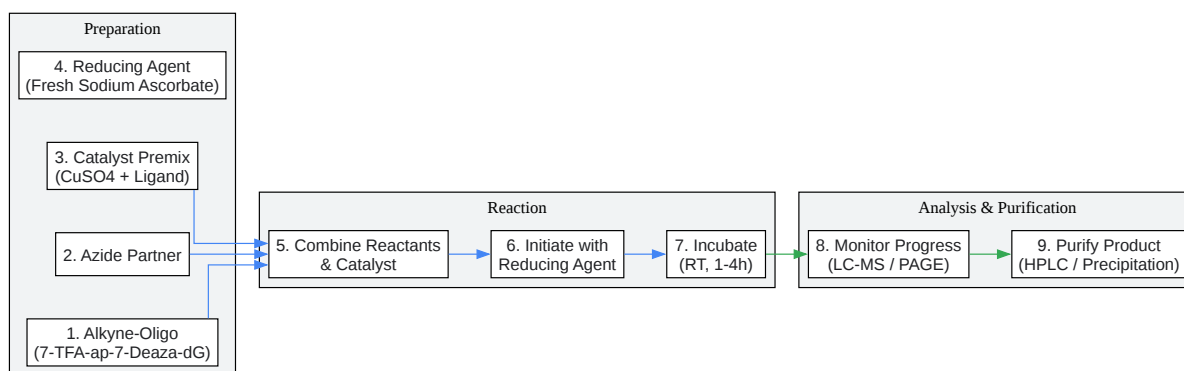 Preparation
4. Reducing Agent
(Fresh Sodium Ascorbate)
3. Catalyst Premix
(CuSO4 + Ligand)
2. Azide Partner
1. Alkyne-Oligo
(7-TFA-ap-7-Deaza-dG)
Reaction
5. Combine Reactants
& Catalyst
6. Initiate with
Reducing Agent
7. Incubate
(RT, 1-4h)
Analysis & Purification
8. Monitor Progress
(LC-MS / PAGE)
9. Purify Product
(HPLC / Precipitation)